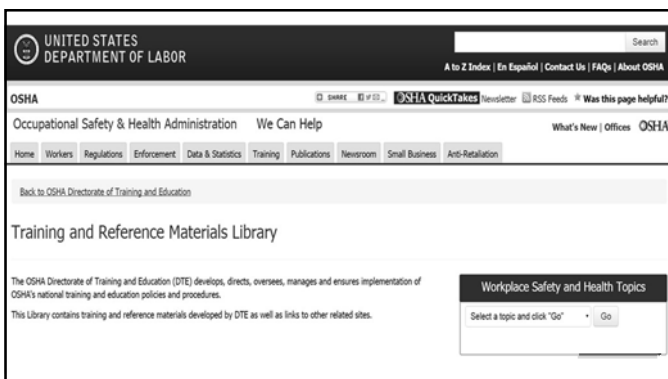 UNITED STATES
DEPARTMENT OF LABOR
Search
A to Z Index | En Español | Contact Us | FAQs | About OSHA
OSHA
SHARE
OSHA QuickTakes Newsletter RSS Feeds Was this page helpful?
Occupational Safety & Health Administration We Can Help
What's New | Offices OSHA
Home Workers Regulations Enforcement Data & Statistics Training Publications Newsroom Small Business Anti-Retaliation
Back to OSHA Directorate of Training and Education
Training and Reference Materials Library
The OSHA Directorate of Training and Education (DTE) develops, directs, oversees, manages and ensures implementation of
OSHA's national training and education policies and procedures.
This Library contains training and reference materials developed by DTE as well as links to other related sites.
Workplace Safety and Health Topics
Select a topic and click "Go" Go